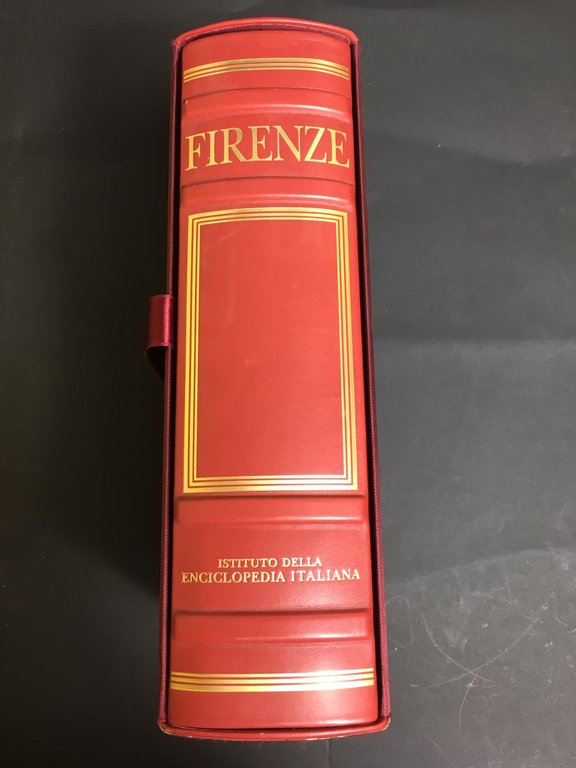 FIRENZE
ISTITUTO DELLA
ENCICLOPEDIA ITALIANA